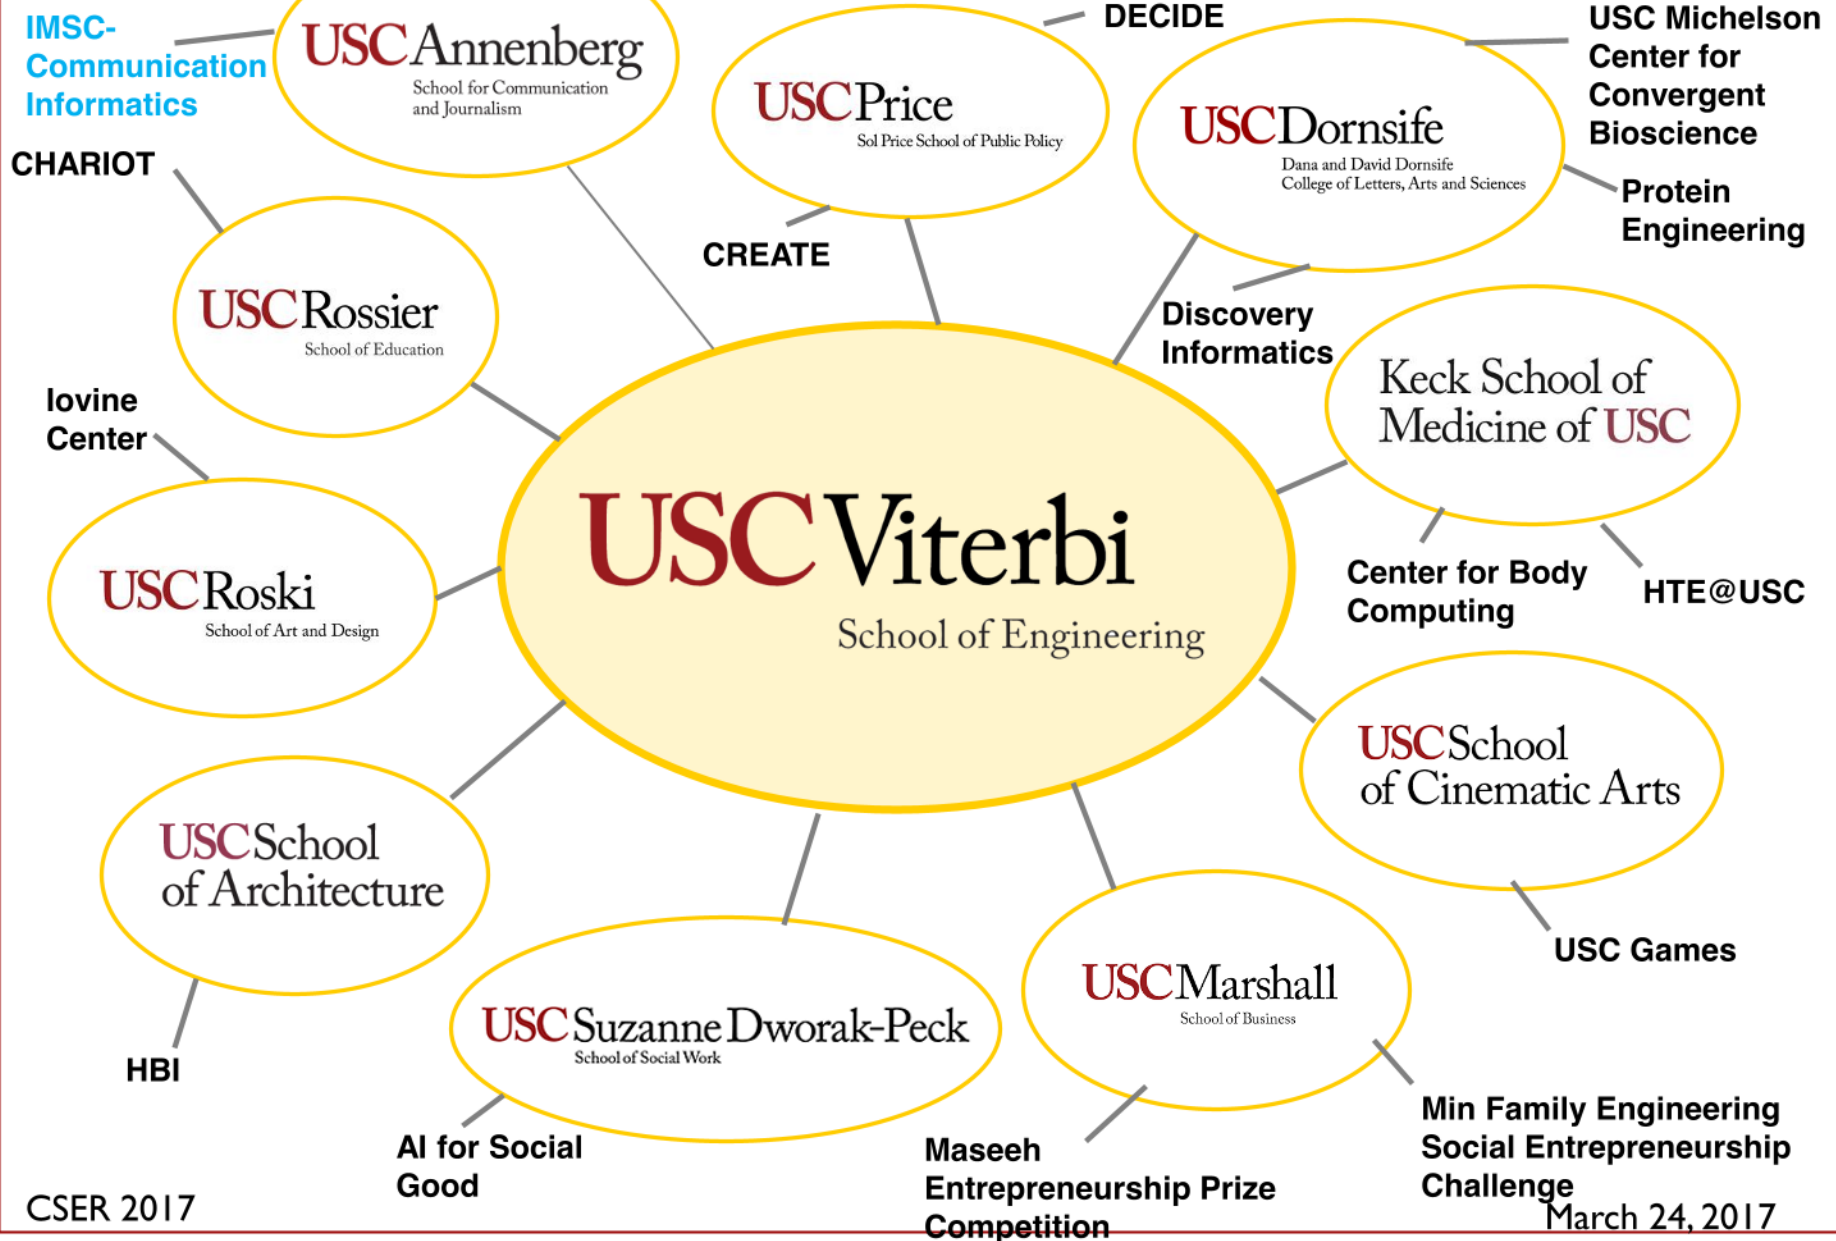 IMSC-
Communication
Informatics
USC Annenberg
School for Communication
and Journalism
DECIDE
USC Price
Sol Price School of Public Policy
USC Michelson
Center for
Convergent
Bioscience
USC Dornsife
Dana and David Dornsife
College of Letters, Arts and Sciences
CHARIOT
Protein
Engineering
CREATE
USC Rossier
School of Education
Discovery
Informatics
Keck School of
Medicine of USC
Iovine
Center
USC Viterbi
School of Engineering
USC Roski
School of Art and Design
Center for Body
Computing
HTE@USC
USC School
of Cinematic Arts
USC School
of Architecture
USC Games
USC Marshall
School of Business
USC Suzanne Dworak-Peck
School of Social Work
HBI
AI for Social
Good
Maseeh
Entrepreneurship Prize
Competition
Min Family Engineering
Social Entrepreneurship
Challenge
CSER 2017
March 24, 2017